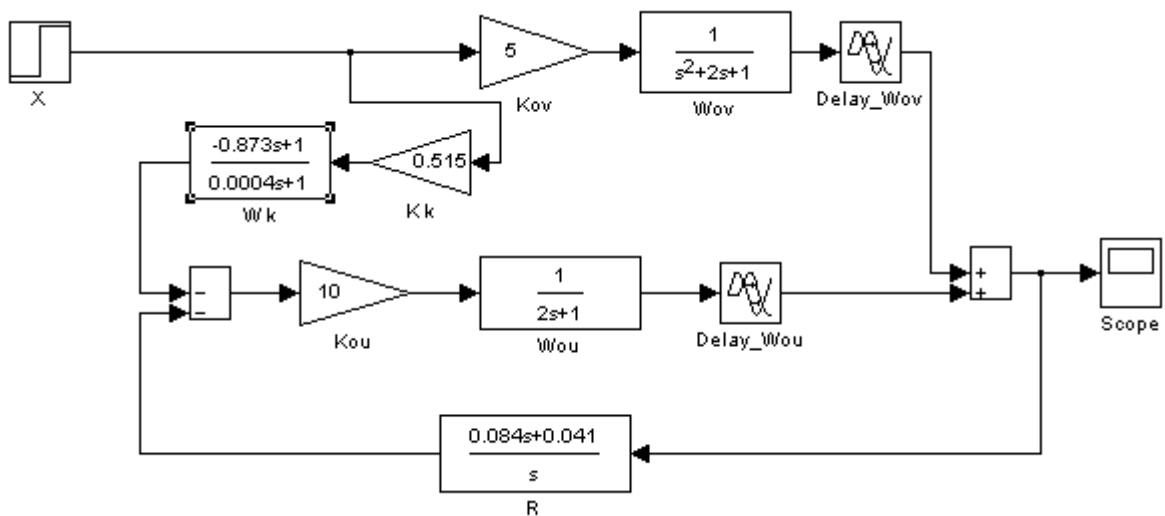 X
5
Kov
1
s²+2s+1
Wov
Delay_Wov
-0.873s+1
0.0004s+1
Wk
0.515
Kk
−
−
10
Kou
1
2s+1
Wou
Delay_Wou
+
+
Scope
0.084s+0.041
s
R